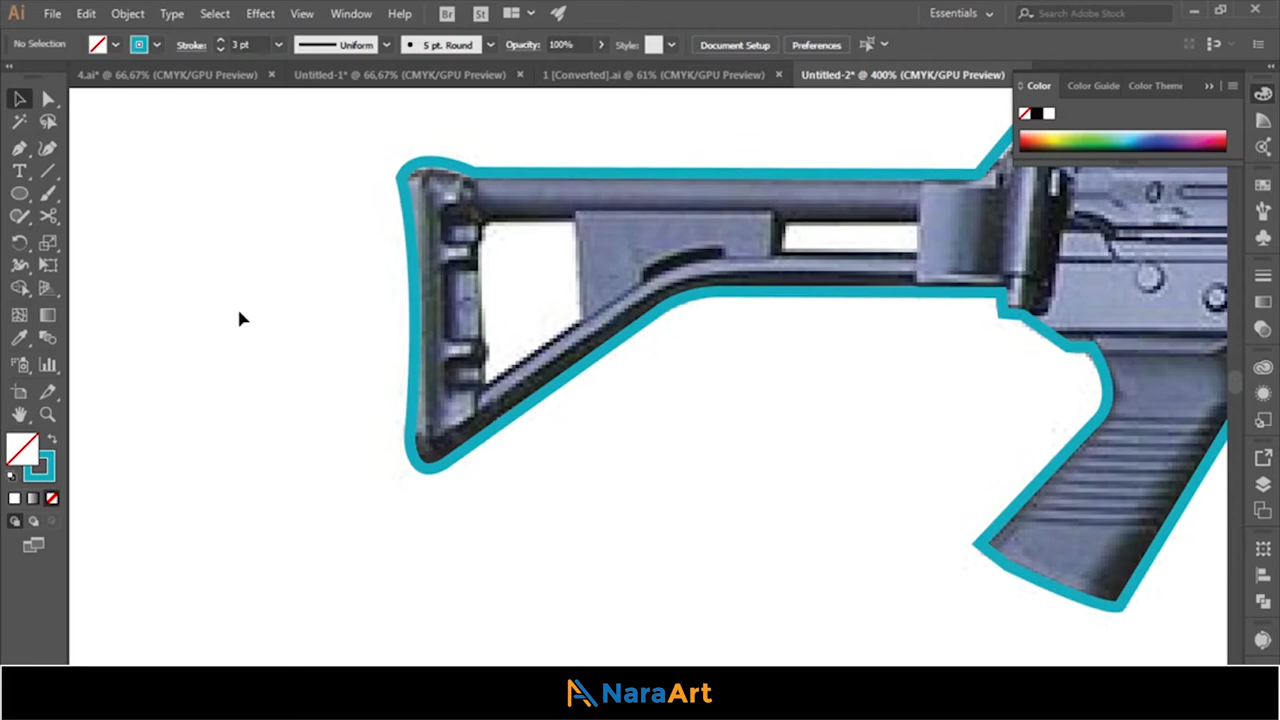 Ai File Edit Object Type Select Effect View Window Help Br St Essentials Search Adobe Stock
No Selection Stroke: 3 pt Uniform 5 pt. Round Opacity: 100% Style: Document Setup Preferences
4.ai* @ 66,67% (CMYK/GPU Preview) Untitled-1* @ 66,67% (CMYK/GPU Preview) 1 [Converted].ai @ 61% (CMYK/GPU Preview) Untitled-2* @ 400% (CMYK/GPU Preview)
Color Color Guide Color Theme
NaraArt